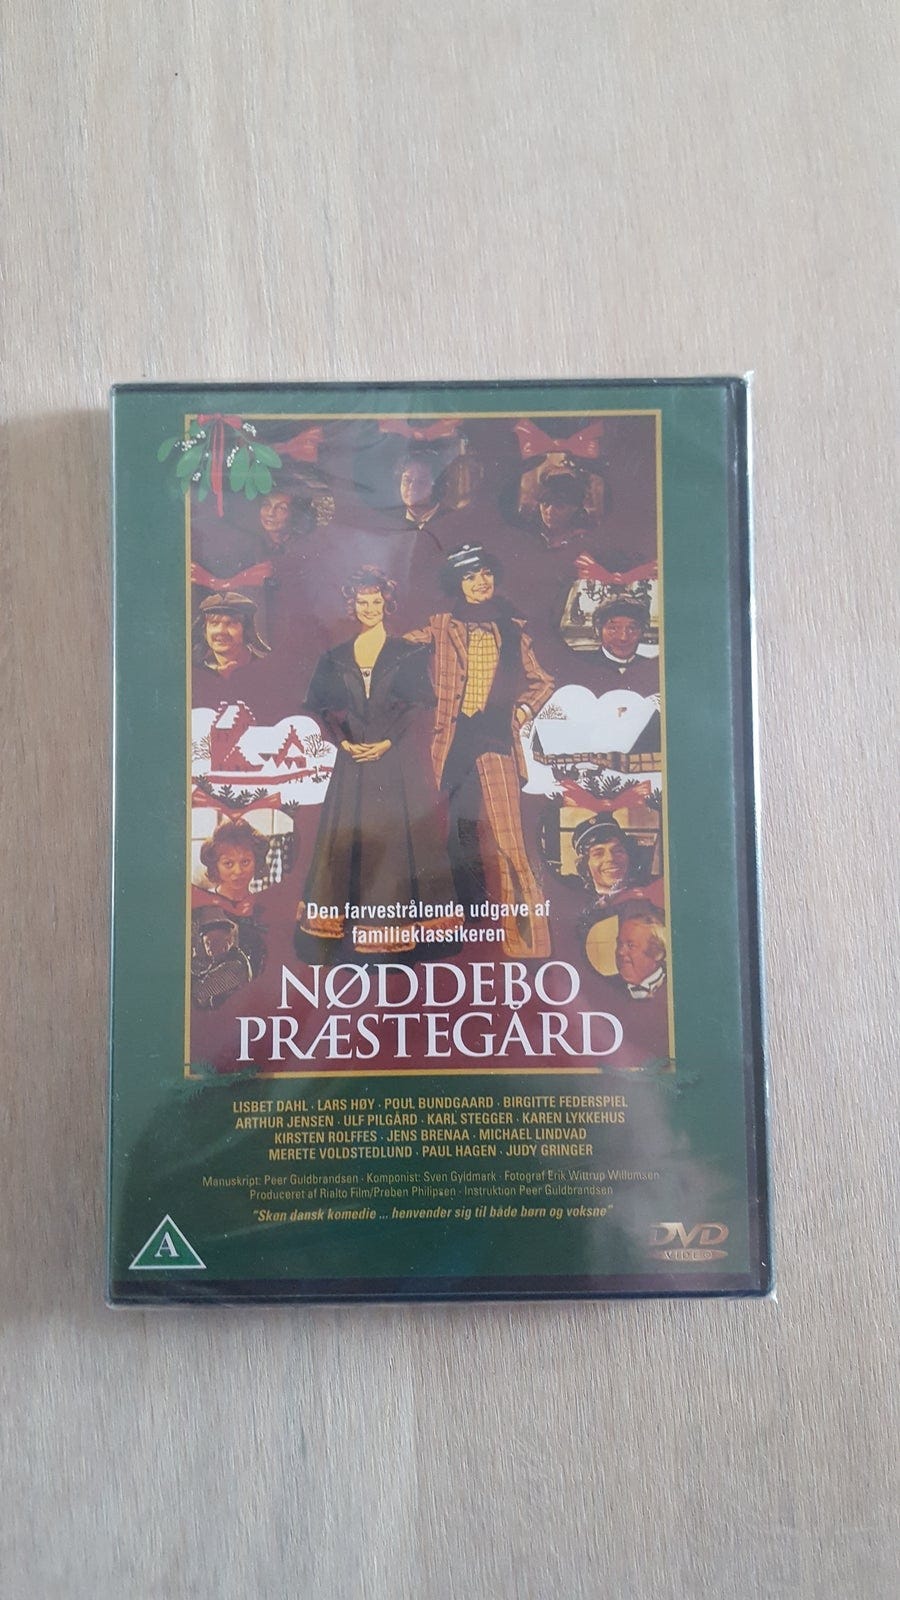 Den farvestrålende udgave af
familieklassikeren
NØDDEBO
PRÆSTEGÅRD
LISBET DAHL · LARS HØY · POUL BUNDGAARD · BIRGITTE FEDERSPIEL
ARTHUR JENSEN · ULF PILGÅRD · KARL STEGGER · KAREN LYKKEHUS
KIRSTEN ROLFFES · JENS BRENAA · MICHAEL LINDVAD
MERETE VOLDSTEDLUND · PAUL HAGEN · JUDY GRINGER
Manuskript: Peer Guldbrandsen · Komponist: Sven Gyldmark · Fotograf Erik Wittrup Willumsen
Produceret af Rialto Film/Preben Philipsen · Instruktion Peer Guldbrandsen
"Skøn dansk komedie ... henvender sig til både børn og voksne"
A
DVD
VIDEO